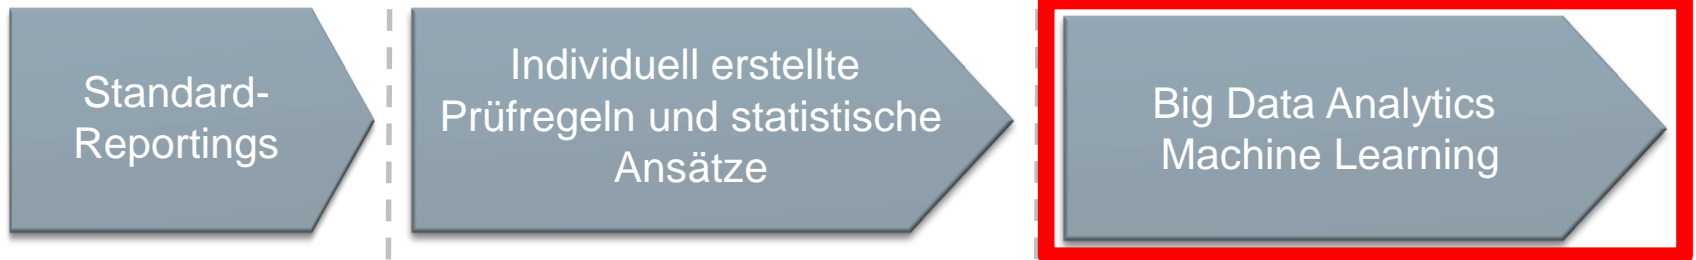 Standard-
Reportings
Individuell erstellte
Prüfregeln und statistische
Ansätze
Big Data Analytics
Machine Learning